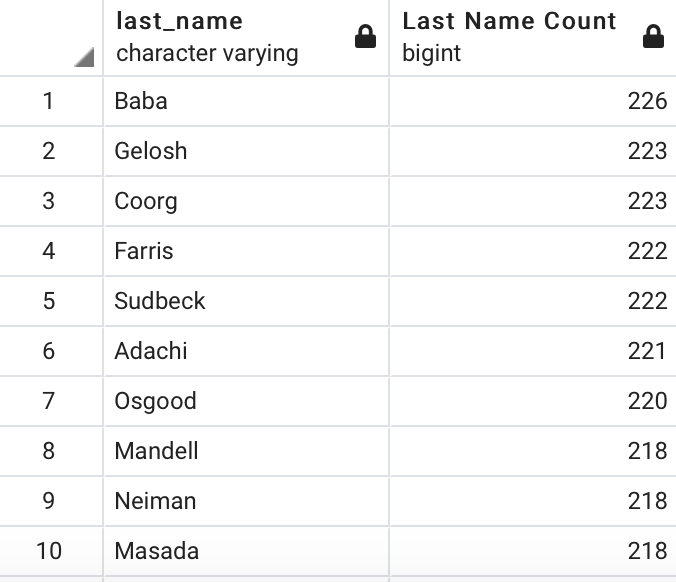 last_name Last Name Count
character varying bigint
1 Baba 226
2 Gelosh 223
3 Coorg 223
4 Farris 222
5 Sudbeck 222
6 Adachi 221
7 Osgood 220
8 Mandell 218
9 Neiman 218
10 Masada 218